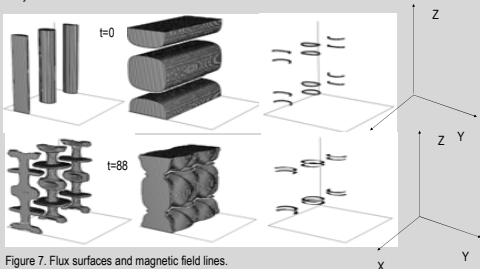 t=0
Z
t=88
Z Y
Figure 7. Flux surfaces and magnetic field lines.
X
Y